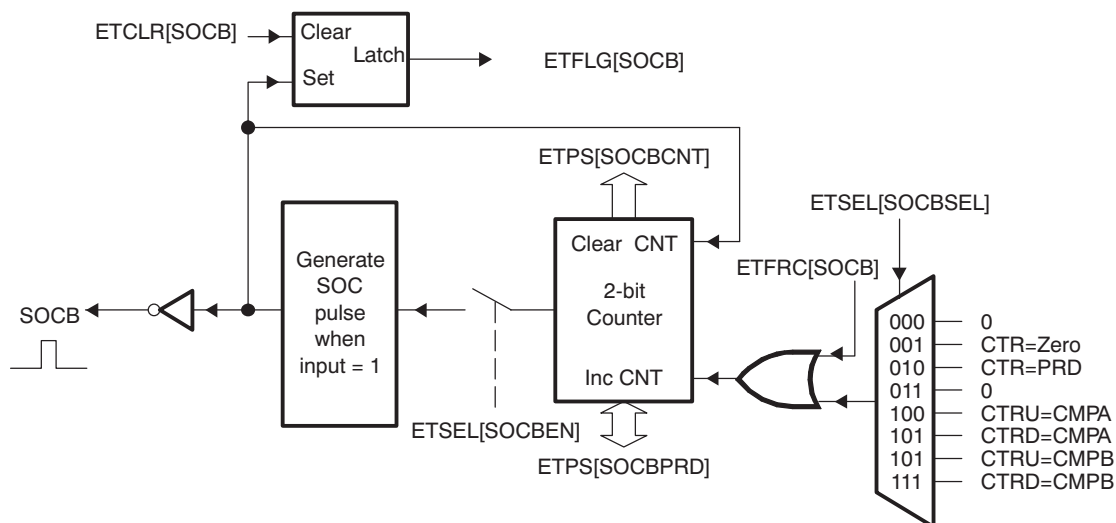 ETCLR[SOCB]
Clear
Latch
Set
ETFLG[SOCB]
ETPS[SOCBCNT]
ETSEL[SOCBSEL]
Clear CNT
2-bit
Counter
Inc CNT
ETFRC[SOCB]
Generate
SOC
pulse
when
input = 1
SOCB
ETSEL[SOCBEN]
ETPS[SOCBPRD]
000 0
001 CTR=Zero
010 CTR=PRD
011 0
100 CTRU=CMPA
101 CTRD=CMPA
101 CTRU=CMPB
111 CTRD=CMPB